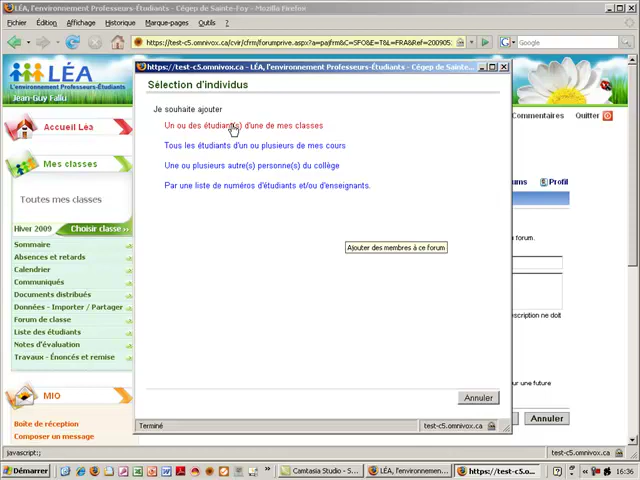 LÉA, l'environnement Professeurs-Étudiants - Cégep de Sainte-Foy - Mozilla Firefox
Fichier Édition Affichage Historique Marque-pages Outils ?
https://test-c5.omnivox.ca/cvir/cfrm/forumprive.aspx?a=pajfrm&C=SFO&E=T&L=FRA&Ref=200905
Google
LÉA
L'environnement Professeurs-Étudiants
Jean-Guy Fallu
Commentaires Quitter
Accueil Léa
Mes classes
Toutes mes classes
Hiver 2009 Choisir classe
Sommaire
Absences et retards
Calendrier
Communiqués
Documents distribués
Données - Importer / Partager
Forum de classe
Liste des étudiants
Notes d'évaluation
Travaux - Énoncés et remise
MIO
Boîte de réception
Composer un message
https://test-c5.omnivox.ca - LÉA, l'environnement Professeurs-Étudiants - Cégep de Sainte...
Sélection d'individus
Je souhaite ajouter
Un ou des étudiant(s) d'une de mes classes
Tous les étudiants d'un ou plusieurs de mes cours
Une ou plusieurs autre(s) personne(s) du collège
Par une liste de numéros d'étudiants et/ou d'enseignants.
Ajouter des membres à ce forum
Annuler
Terminé test-c5.omnivox.ca
ums Profil
forum.
scription ne doit
ur une future
Annuler
javascript:; test-c5.omnivox.ca
Démarrer
Camtasia Studio - S...
LÉA, l'environnemen...
https://test-c5.om...
16:36